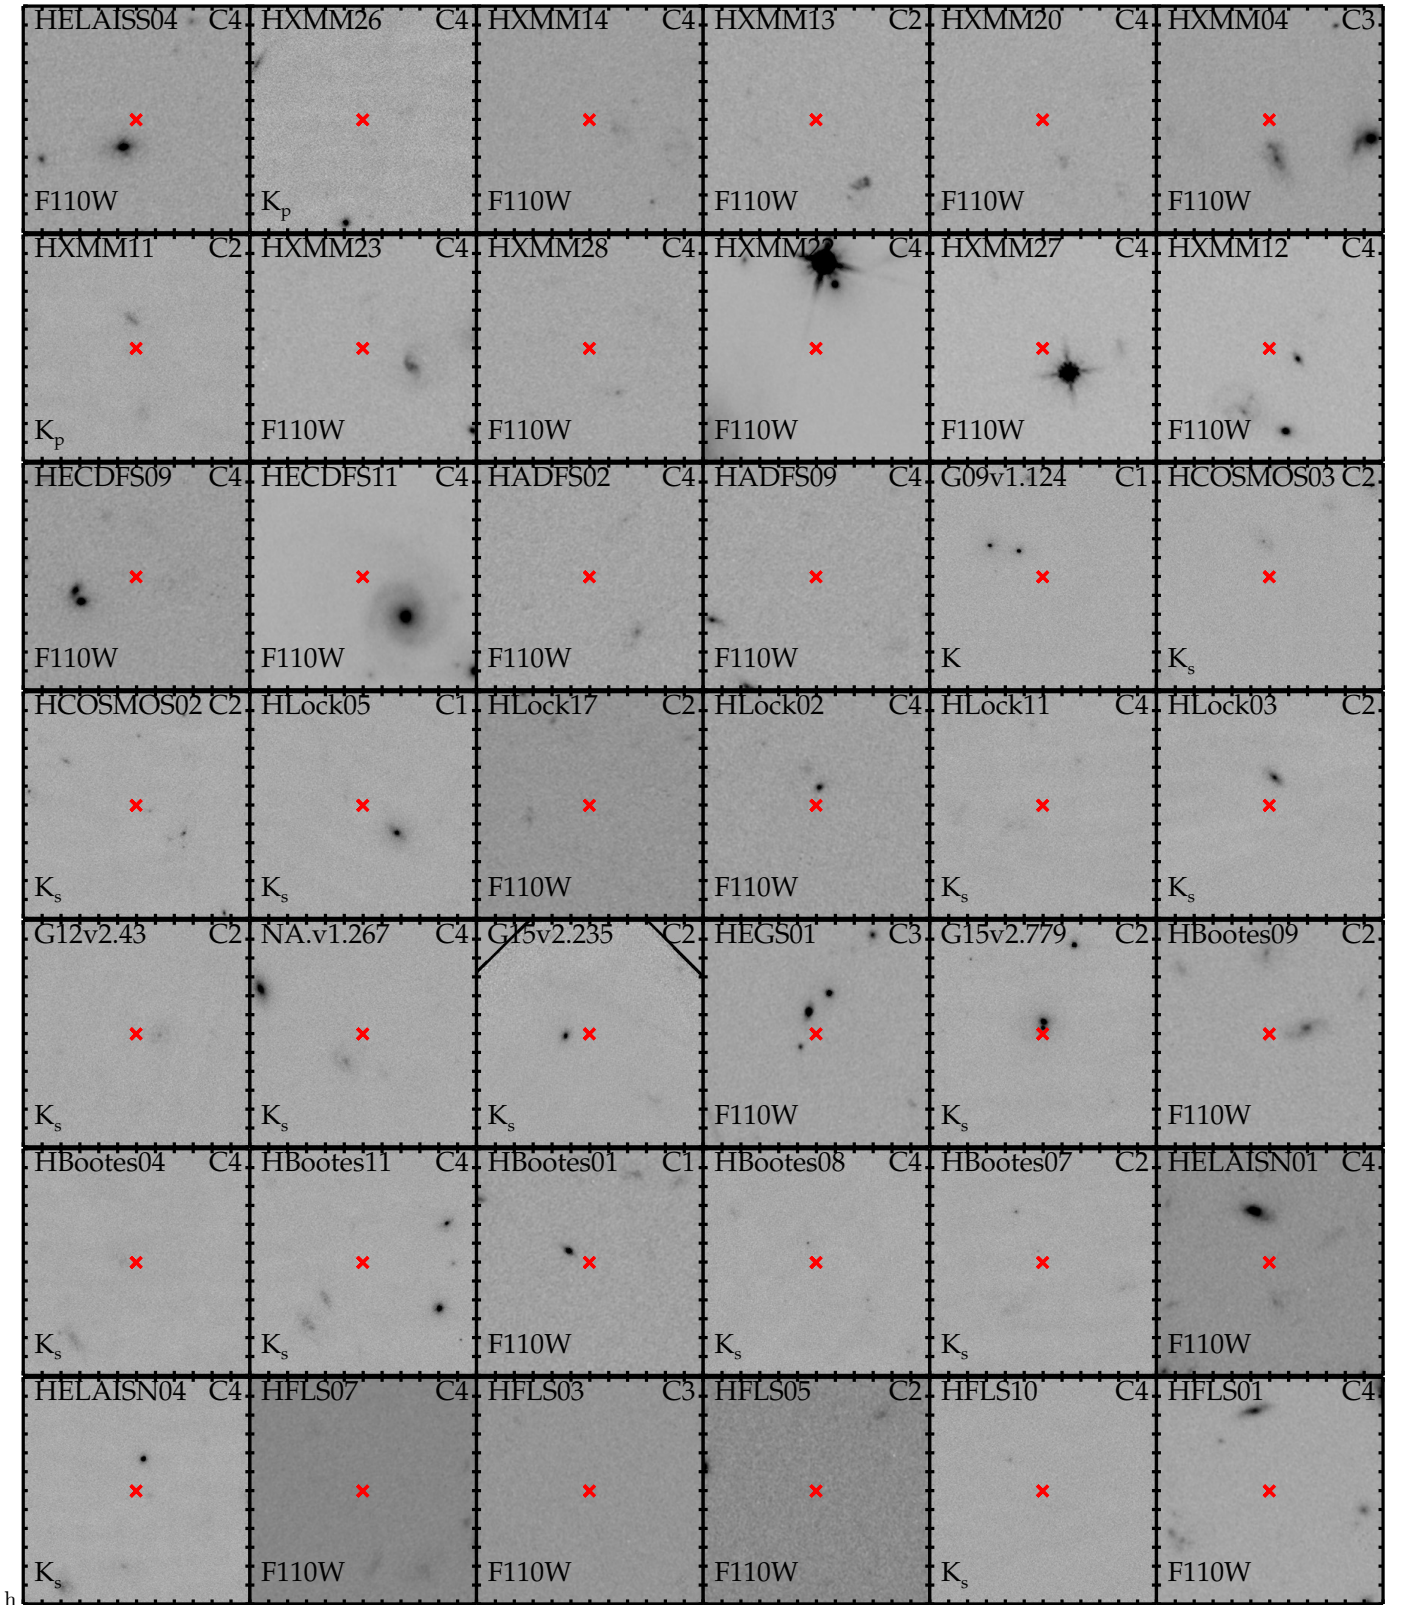 HELAISS04 C4 HXMM26 C4 HXMM14 C4 HXMM13 C2 HXMM20 C4 HXMM04 C3
F110W Kp F110W F110W F110W F110W
HXMM11 C2 HXMM23 C4 HXMM28 C4 HXMM2 C4 HXMM27 C4 HXMM12 C4
Kp F110W F110W F110W F110W F110W
HECDFS09 C4 HECDFS11 C4 HADFS02 C4 HADFS09 C4 G09v1.124 C1 HCOSMOS03 C2
F110W F110W F110W F110W K Ks
HCOSMOS02 C2 HLock05 C1 HLock17 C2 HLock02 C4 HLock11 C4 HLock03 C2
Ks Ks F110W F110W Ks Ks
G12v2.43 C2 NA.v1.267 C4 G15v2.235 C2 HEGS01 C3 G15v2.779 C2 HBootes09 C2
Ks Ks Ks F110W Ks F110W
HBootes04 C4 HBootes11 C4 HBootes01 C1 HBootes08 C4 HBootes07 C2 HELAISN01 C4
Ks Ks F110W Ks Ks F110W
HELAISN04 C4 HFLS07 C4 HFLS03 C3 HFLS05 C2 HFLS10 C4 HFLS01 C4
Ks F110W F110W F110W Ks F110W
h